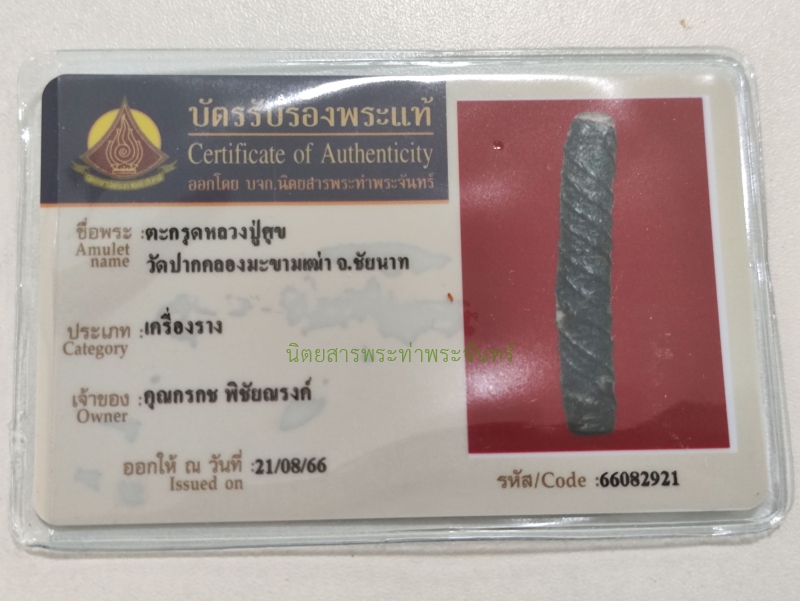 บัตรรับรองพระแท้
Certificate of Authenticity
ออกโดย บจก.นิตยสารพระท่าพระจันทร์
ชื่อพระ :ตะกรุดหลวงปู่ศุข
Amulet
name วัดปากคลองมะขามเฒ่า จ.ชัยนาท
ประเภท :เครื่องราง
Category
นิตยสารพระท่าพระจันทร์
เจ้าของ :คุณกรกช พิชัยณรงค์
Owner
ออกให้ ณ วันที่ :21/08/66
Issued on
รหัส/Code :66082921